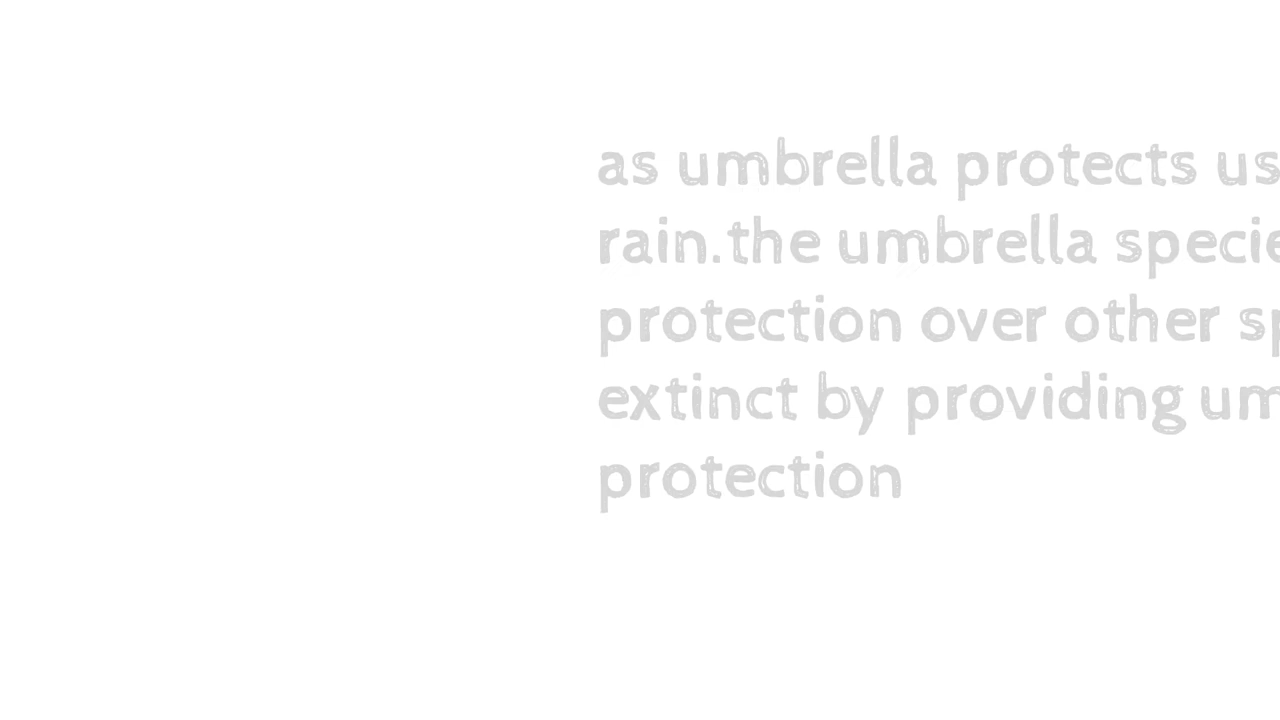 as umbrella protects us
rain.the umbrella specie
protection over other sp
extinct by providing um
protection